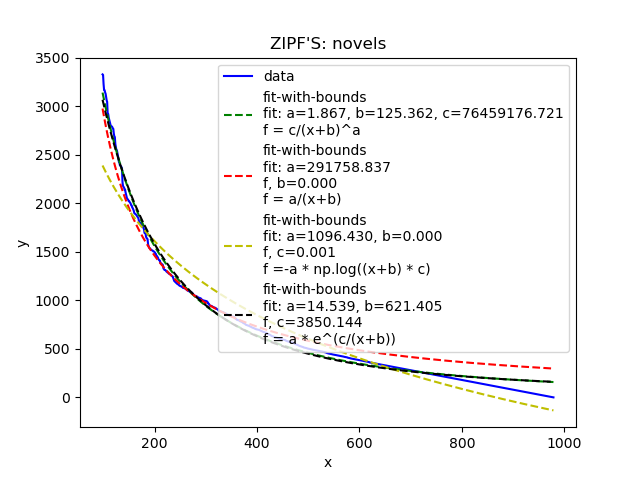 ZIPF'S: novels
3500
3000
2500
2000
1500
1000
500
0
y
200
400
600
800
1000
x
data
fit-with-bounds
fit: a=1.867, b=125.362, c=76459176.721
f = c/(x+b)^a
fit-with-bounds
fit: a=291758.837
f, b=0.000
f = a/(x+b)
fit-with-bounds
fit: a=1096.430, b=0.000
f, c=0.001
f =-a * np.log((x+b) * c)
fit-with-bounds
fit: a=14.539, b=621.405
f, c=3850.144
f = a * e^(c/(x+b))